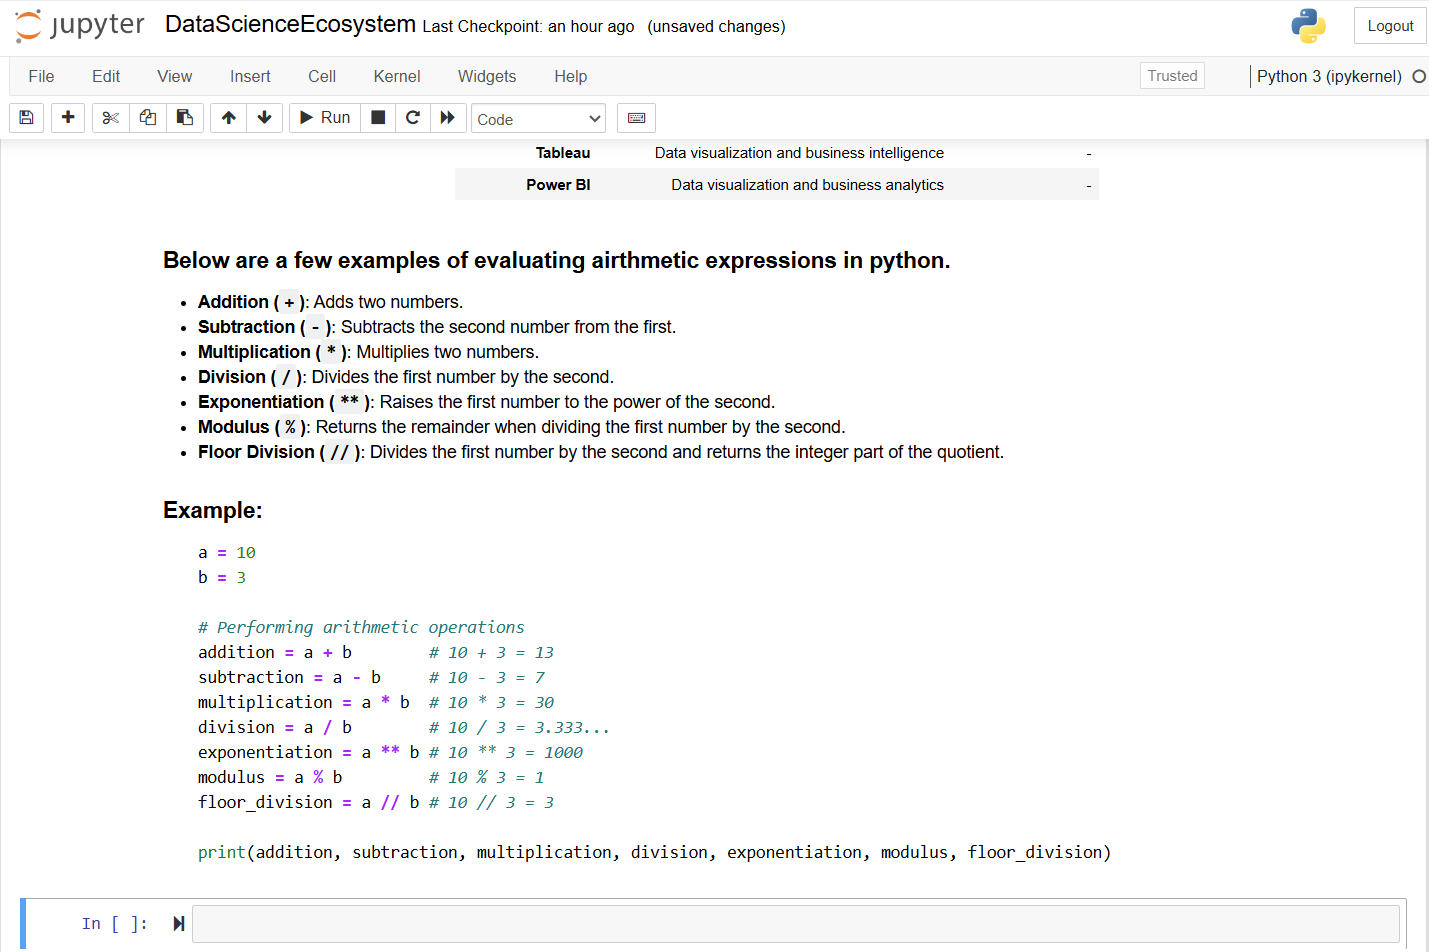 jupyter DataScienceEcosystem Last Checkpoint: an hour ago (unsaved changes) Logout
File Edit View Insert Cell Kernel Widgets Help Trusted Python 3 (ipykernel)
Run Code
Tableau Data visualization and business intelligence -
Power BI Data visualization and business analytics -
Below are a few examples of evaluating airthmetic expressions in python.
• Addition ( + ): Adds two numbers.
• Subtraction ( - ): Subtracts the second number from the first.
• Multiplication ( * ): Multiplies two numbers.
• Division ( / ): Divides the first number by the second.
• Exponentiation ( ** ): Raises the first number to the power of the second.
• Modulus ( % ): Returns the remainder when dividing the first number by the second.
• Floor Division ( // ): Divides the first number by the second and returns the integer part of the quotient.
Example:
a = 10
b = 3
# Performing arithmetic operations
addition = a + b        # 10 + 3 = 13
subtraction = a - b     # 10 - 3 = 7
multiplication = a * b  # 10 * 3 = 30
division = a / b        # 10 / 3 = 3.333...
exponentiation = a ** b # 10 ** 3 = 1000
modulus = a % b         # 10 % 3 = 1
floor_division = a // b # 10 // 3 = 3
print(addition, subtraction, multiplication, division, exponentiation, modulus, floor_division)
In [ ]: